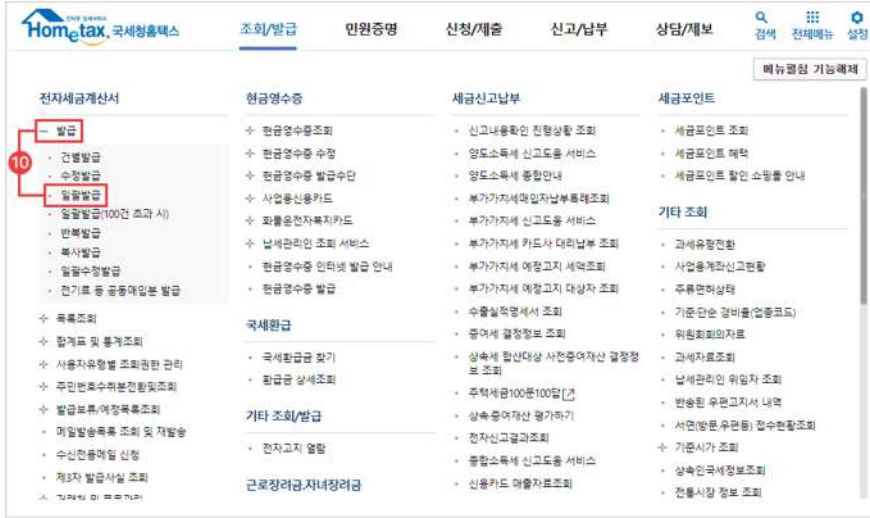 인터넷 납세서비스
Hometax. 국세청홈택스
조회/발급
민원증명
신청/제출
신고/납부
상담/제보
검색
전체메뉴
설정
메뉴펼침 기능해제
전자세금계산서
10
발급
건별발급
수정발급
일괄발급
일괄발급(100건 초과 시)
반복발급
복사발급
일괄수정발급
전기료 등 공동매입분 발급
목록조회
합계표 및 통계조회
사용자유형별 조회권한 관리
주민번호수취분전환및조회
발급보류/예정목록조회
메일발송목록 조회 및 재발송
수신전용메일 신청
제3자 발급사실 조회
현금영수증
현금영수증조회
현금영수증 수정
현금영수증 발급수단
사업용신용카드
화물운전자복지카드
납세관리인 조회 서비스
현금영수증 인터넷 발급 안내
현금영수증 발급
국세환급
국세환급금 찾기
환급금 상세조회
기타 조회/발급
전자고지 열람
근로장려금.자녀장려금
세금신고납부
신고내용확인 진행상황 조회
양도소득세 신고도움 서비스
양도소득세 종합안내
부가가치세매입자납부특례조회
부가가치세 신고도움 서비스
부가가치세 카드사 대리납부 조회
부가가치세 예정고지 세액조회
부가가치세 예정고지 대상자 조회
수출실적명세서 조회
증여세 결정정보 조회
상속세 합산대상 사전증여재산 결정정
보 조회
주택세금100문100답
상속·증여재산 평가하기
전자신고결과조회
종합소득세 신고도움 서비스
신용카드 매출자료조회
세금포인트
세금포인트 조회
세금포인트 혜택
세금포인트 할인 쇼핑몰 안내
기타 조회
과세유형전환
사업용계좌신고현황
주류면허상태
기준·단순 경비율(업종코드)
위원회회의자료
과세자료조회
납세관리인 위임자 조회
반송된 우편고지서 내역
서면(방문,우편등) 접수현황조회
기준시가 조회
상속인국세정보조회
전통시장 정보 조회